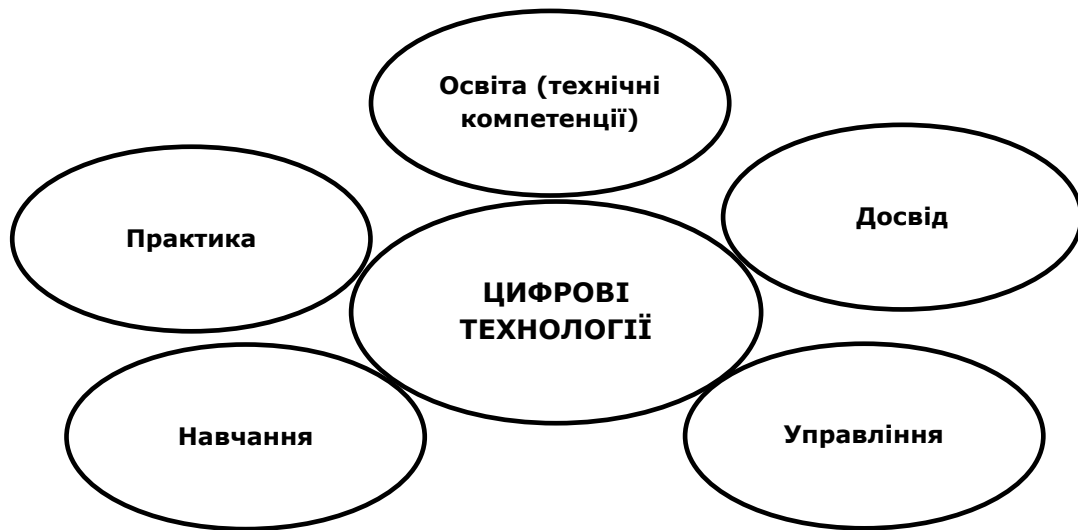 Освіта (технічні
компетенції)
Досвід
Практика
ЦИФРОВІ
ТЕХНОЛОГІЇ
Навчання
Управління